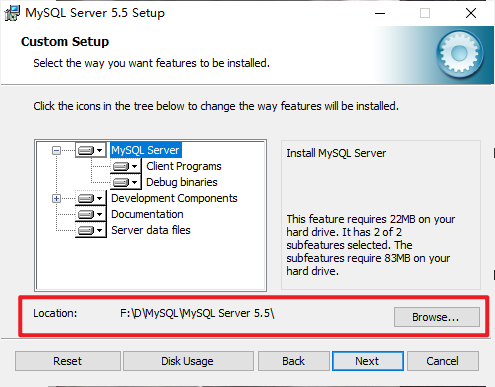 MySQL Server 5.5 Setup
Custom Setup
Select the way you want features to be installed.
Click the icons in the tree below to change the way features will be installed.
MySQL Server
Client Programs
Debug binaries
Development Components
Documentation
Server data files
Install MySQL Server
This feature requires 22MB on your
hard drive. It has 2 of 2
subfeatures selected. The
subfeatures require 83MB on your
hard drive.
Location:
F:\D\MySQL\MySQL Server 5.5\
Browse...
Reset
Disk Usage
Back
Next
Cancel